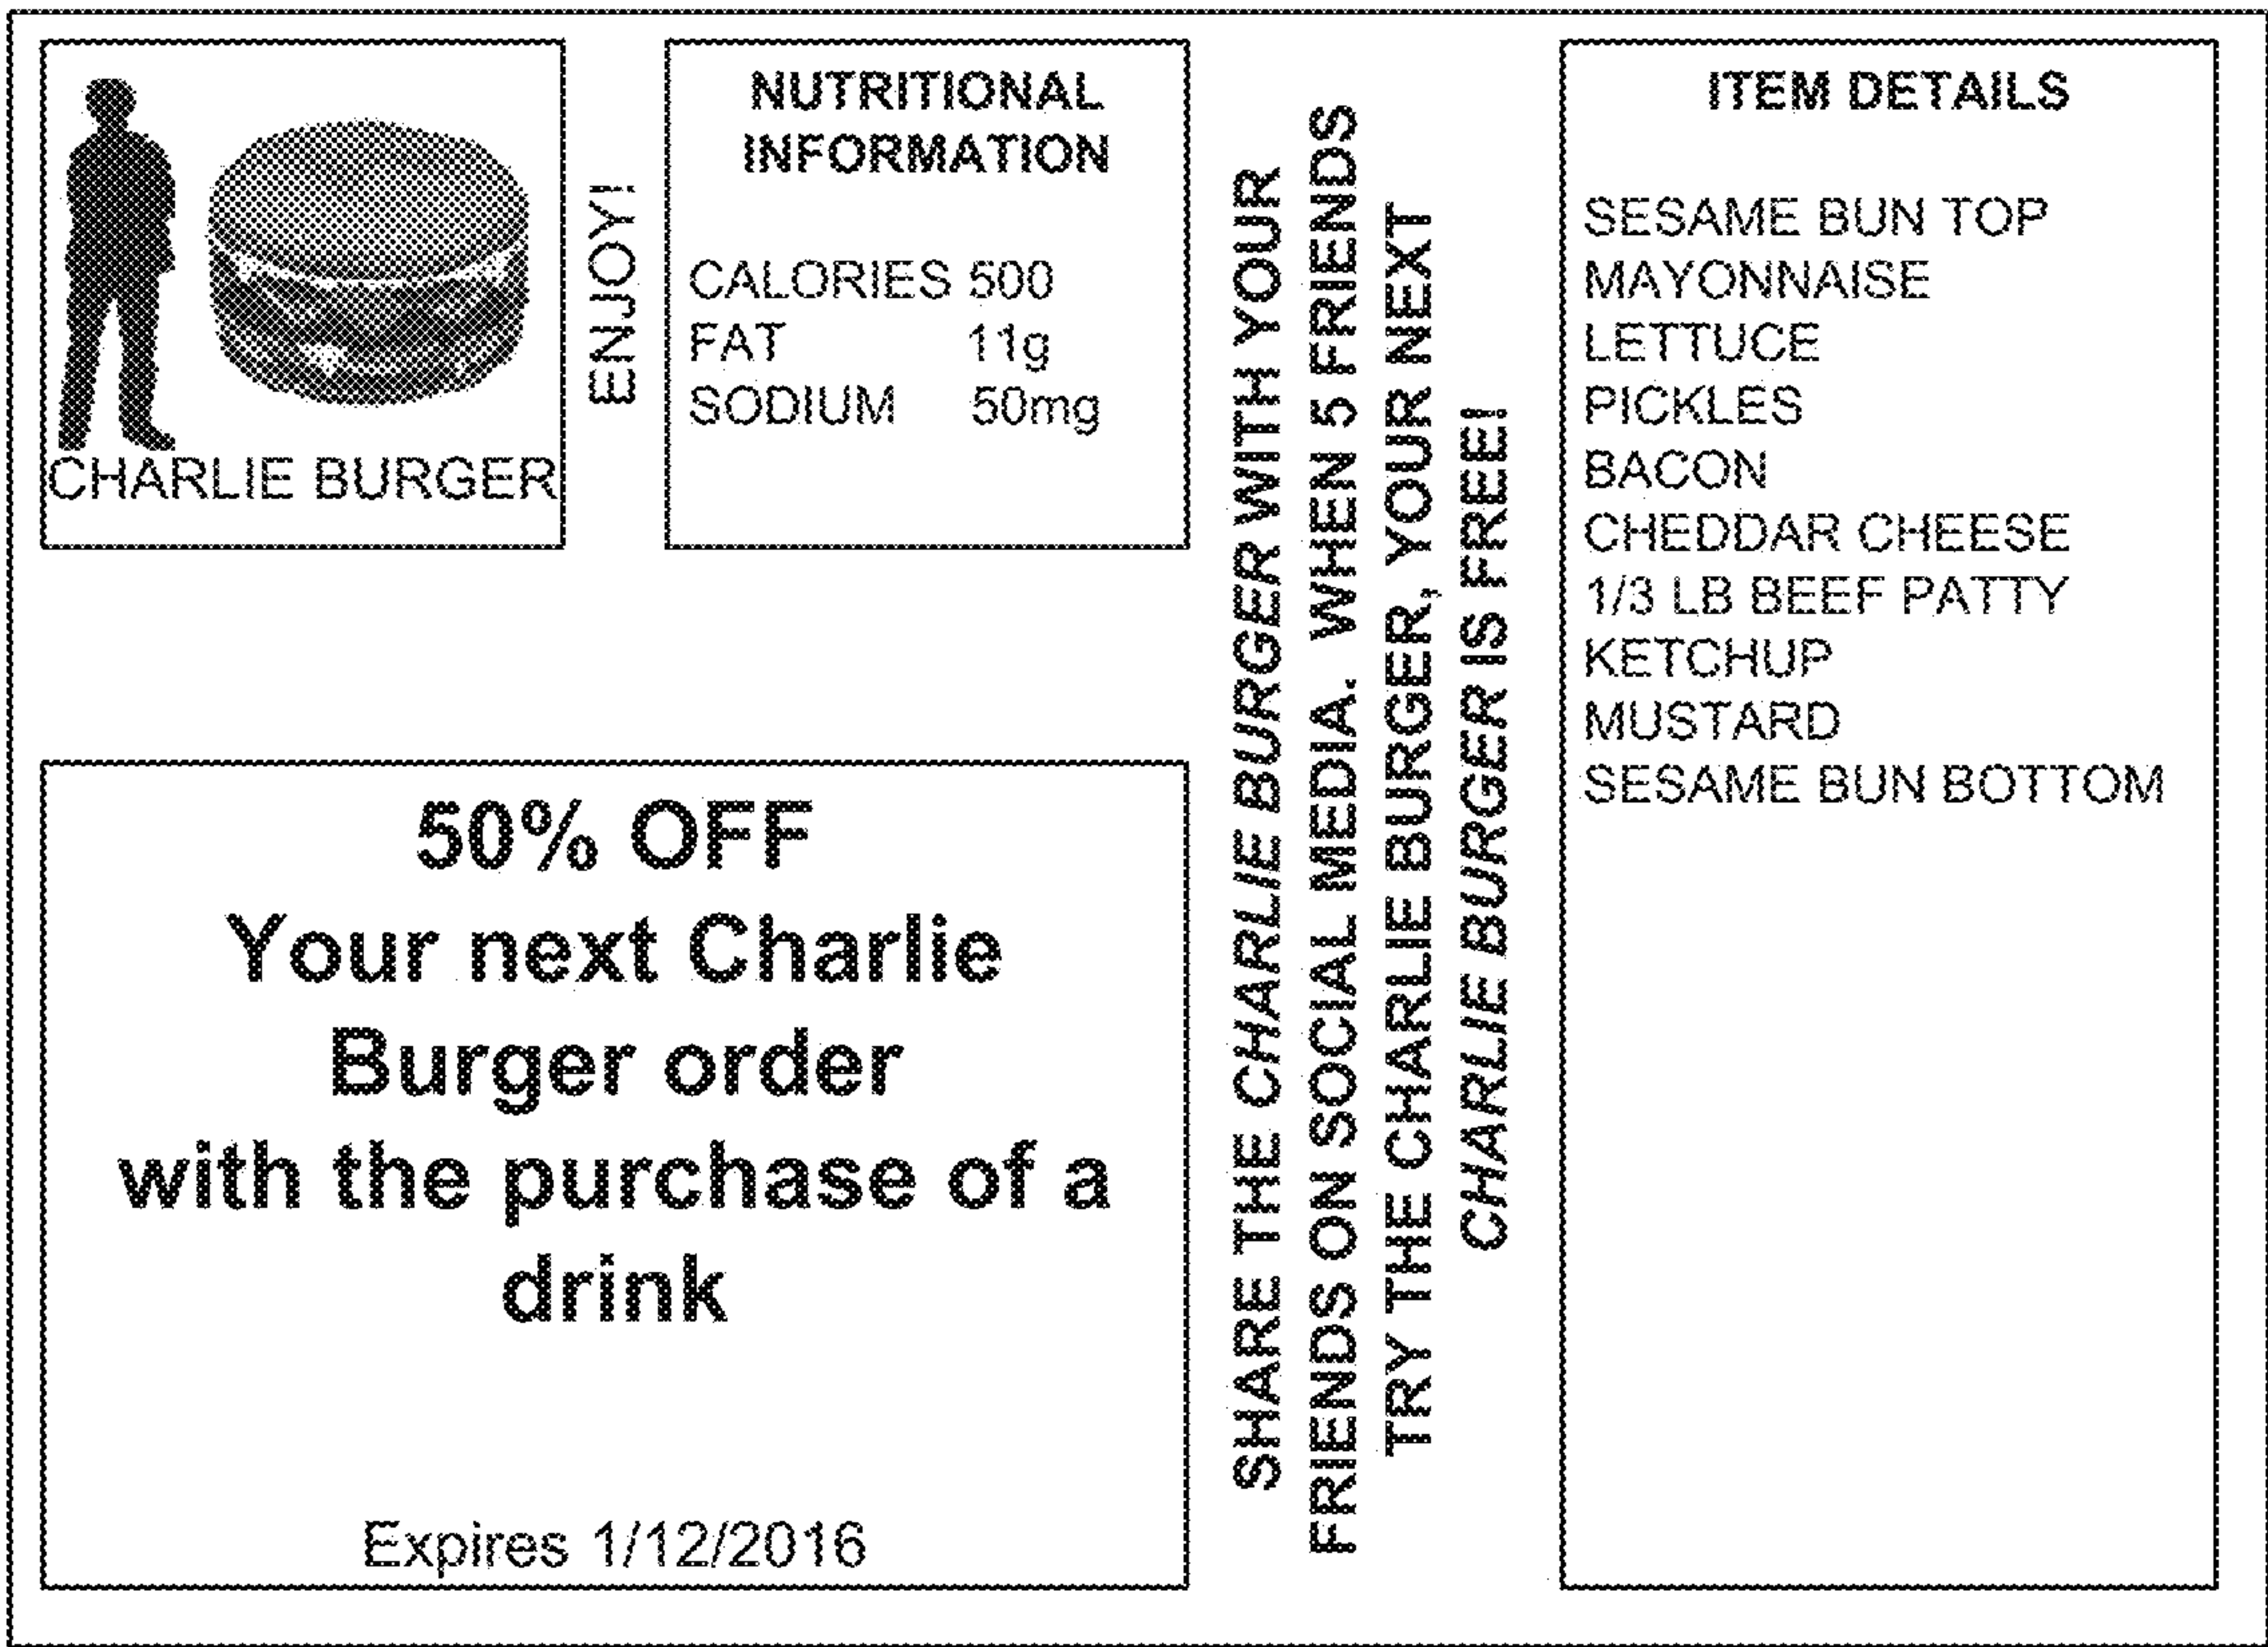 CHARLIE BURGER
ENJOY!
NUTRITIONAL
INFORMATION
CALORIES 500
FAT 11g
SODIUM 50mg
50% OFF
Your next Charlie
Burger order
with the purchase of a
drink
Expires 1/12/2016
SHARE THE CHARLIE BURGER WITH YOUR
FRIENDS ON SOCIAL MEDIA. WHEN 5 FRIENDS
TRY THE CHARLIE BURGER, YOUR NEXT
CHARLIE BURGER IS FREE!
ITEM DETAILS
SESAME BUN TOP
MAYONNAISE
LETTUCE
PICKLES
BACON
CHEDDAR CHEESE
1/3 LB BEEF PATTY
KETCHUP
MUSTARD
SESAME BUN BOTTOM